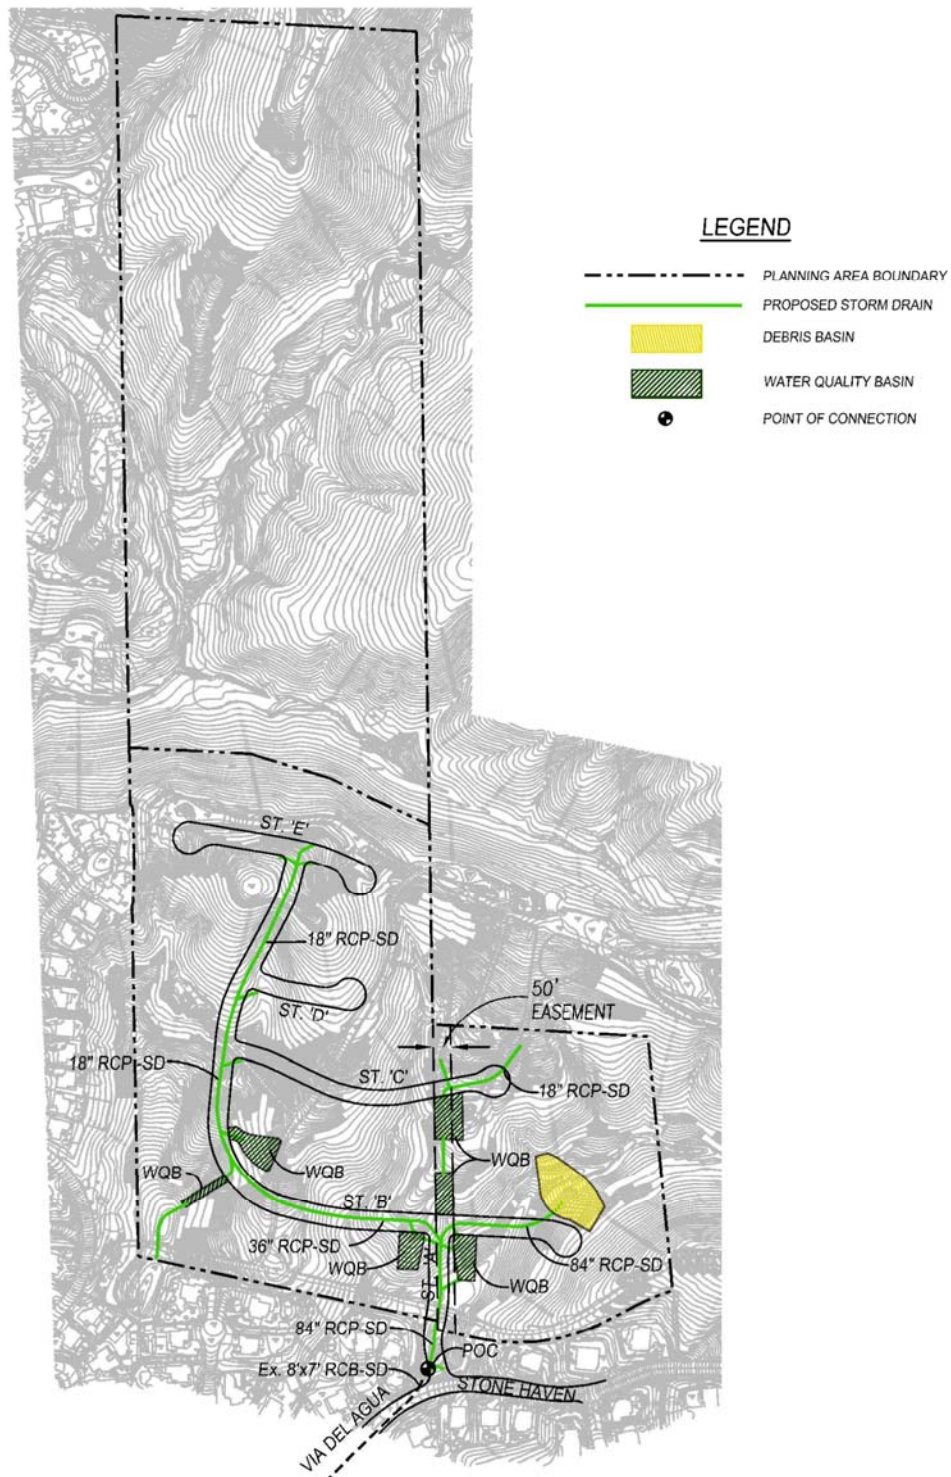 LEGEND
PLANNING AREA BOUNDARY
PROPOSED STORM DRAIN
DEBRIS BASIN
WATER QUALITY BASIN
POINT OF CONNECTION
ST. 'E'
18" RCP-SD
ST. 'D'
50'
EASEMENT
18" RCP-SD
ST. 'C'
18" RCP-SD
WQB
WQB
WQB
ST. 'B'
36" RCP-SD
WQB
ST. 'A'
WQB
84" RCP-SD
84" RCP-SD
POC
Ex. 8'x7' RCB-SD
STONE HAVEN
VIA DEL AGUA